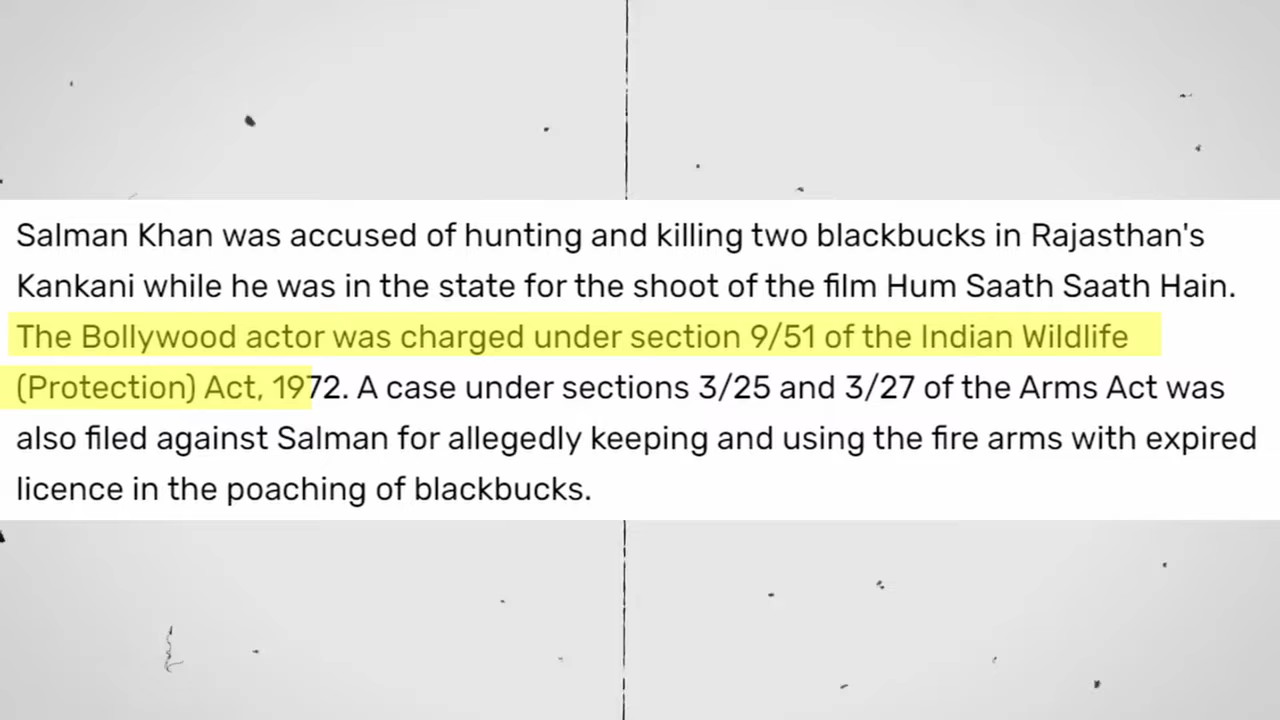 Salman Khan was accused of hunting and killing two blackbucks in Rajasthan's
Kankani while he was in the state for the shoot of the film Hum Saath Saath Hain.
The Bollywood actor was charged under section 9/51 of the Indian Wildlife
(Protection) Act, 1972. A case under sections 3/25 and 3/27 of the Arms Act was
also filed against Salman for allegedly keeping and using the fire arms with expired
licence in the poaching of blackbucks.